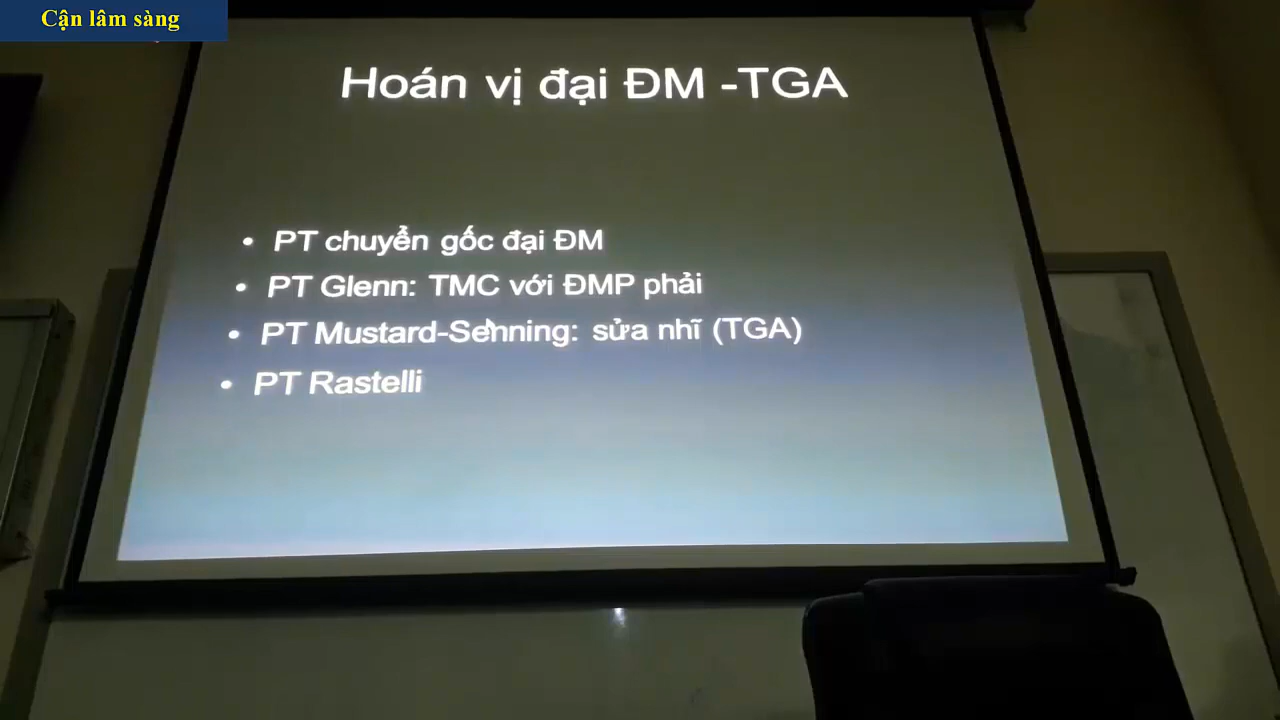 Cận lâm sàng
Hoán vị đại ĐM -TGA
• PT chuyển gốc đại ĐM
• PT Glenn: TMC với ĐMP phải
• PT Mustard-Senning: sửa nhĩ (TGA)
• PT Rastelli